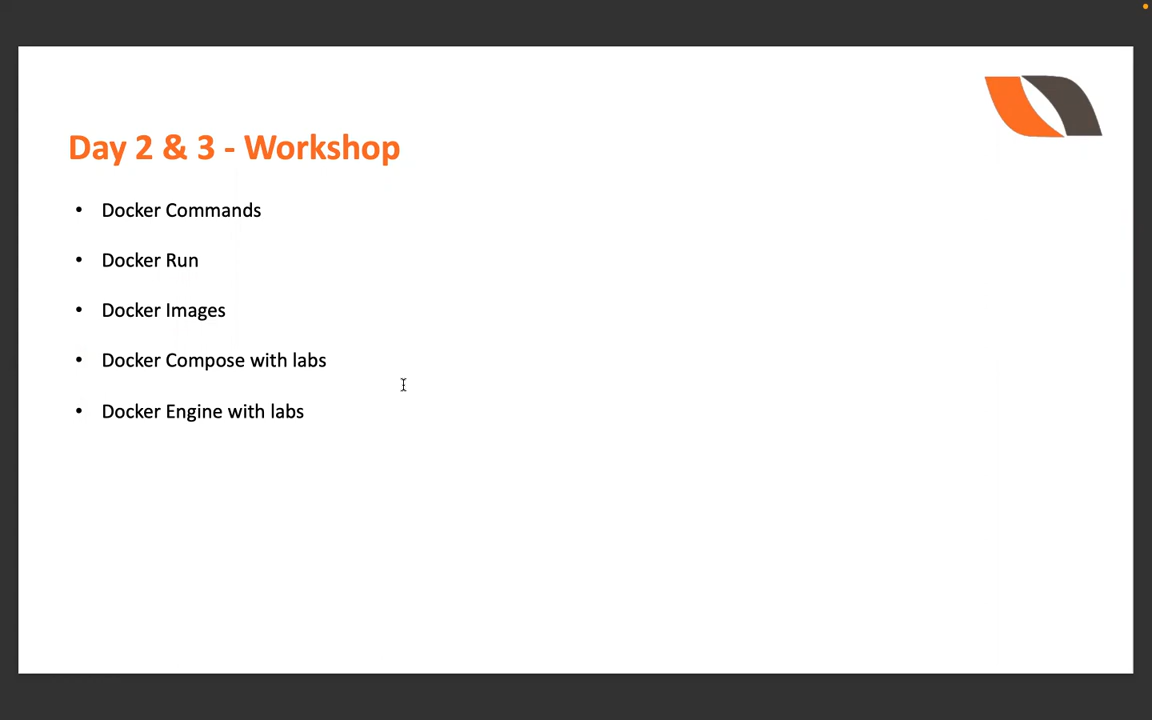 Day 2 & 3 - Workshop
• Docker Commands
• Docker Run
• Docker Images
• Docker Compose with labs
• Docker Engine with labs